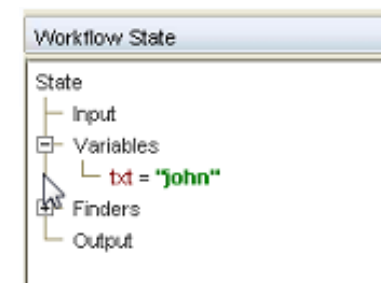 Workflow State
State
Input
Variables
txt = "john"
Finders
Output